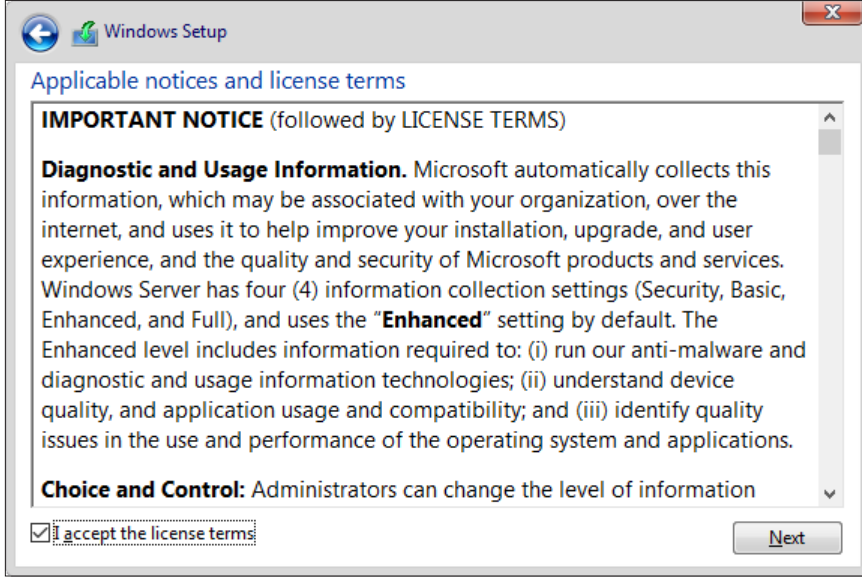 Windows Setup
Applicable notices and license terms
IMPORTANT NOTICE (followed by LICENSE TERMS)
Diagnostic and Usage Information. Microsoft automatically collects this
information, which may be associated with your organization, over the
internet, and uses it to help improve your installation, upgrade, and user
experience, and the quality and security of Microsoft products and services.
Windows Server has four (4) information collection settings (Security, Basic,
Enhanced, and Full), and uses the “Enhanced” setting by default. The
Enhanced level includes information required to: (i) run our anti-malware and
diagnostic and usage information technologies; (ii) understand device
quality, and application usage and compatibility; and (iii) identify quality
issues in the use and performance of the operating system and applications.
Choice and Control: Administrators can change the level of information
I accept the license terms
Next